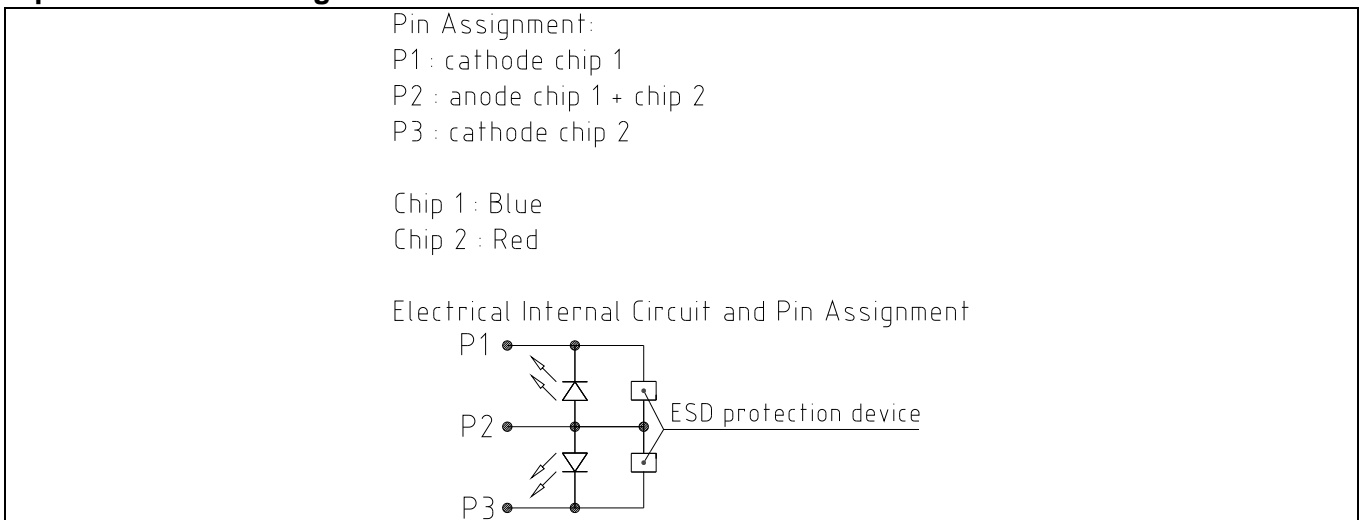 Pin Assignment:
P1 : cathode chip 1
P2 : anode chip 1 + chip 2
P3 : cathode chip 2
Chip 1 : Blue
Chip 2 : Red
Electrical Internal Circuit and Pin Assignment
P1
P2
ESD protection device
P3